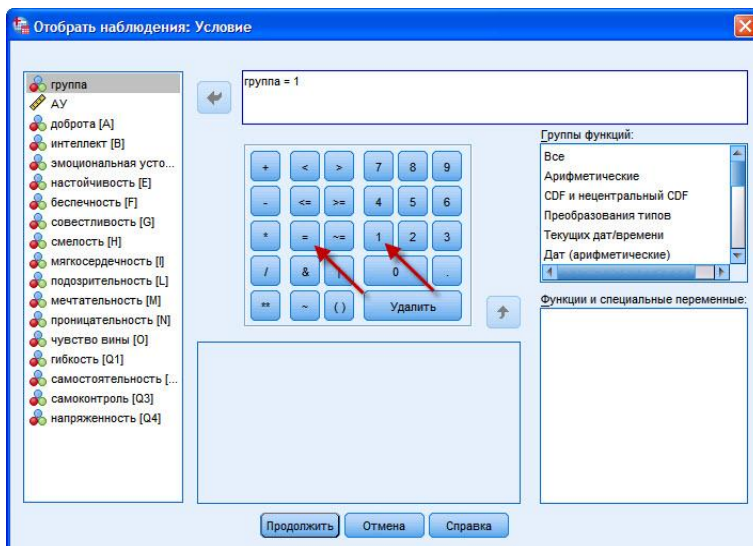 Отобрать наблюдения: Условие
группа
АУ
доброта [A]
интеллект [B]
эмоциональная усто...
настойчивость [E]
беспечность [F]
совестливость [G]
смелость [H]
мягкосердечность [I]
подозрительность [L]
мечтательность [M]
проницательность [N]
чувство вины [O]
гибкость [Q1]
самостоятельность [...
самоконтроль [Q3]
напряженность [Q4]
группа = 1
+ < > 7 8 9
- <= >= 4 5 6
* = ~= 1 2 3
/ & | 0 .
** ~ ( ) Удалить
Группы функций:
Все
Арифметические
CDF и нецентральный CDF
Преобразования типов
Текущих дат/времени
Дат (арифметические)
Функции и специальные переменные:
Продолжить Отмена Справка